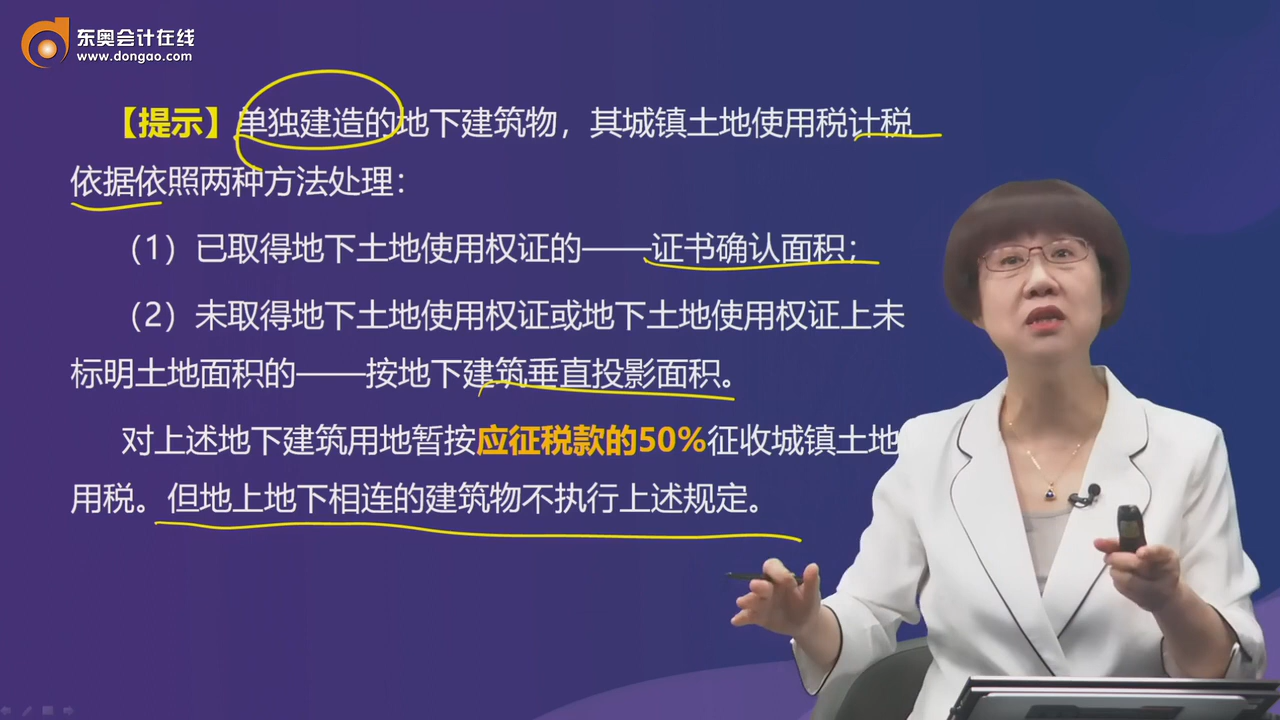 东奥会计在线
www.dongao.com
【提示】单独建造的地下建筑物，其城镇土地使用税计税
依据依照两种方法处理：
（1）已取得地下土地使用权证的——证书确认面积；
（2）未取得地下土地使用权证或地下土地使用权证上未
标明土地面积的——按地下建筑垂直投影面积。
对上述地下建筑用地暂按应征税款的50%征收城镇土地
用税。但地上地下相连的建筑物不执行上述规定。